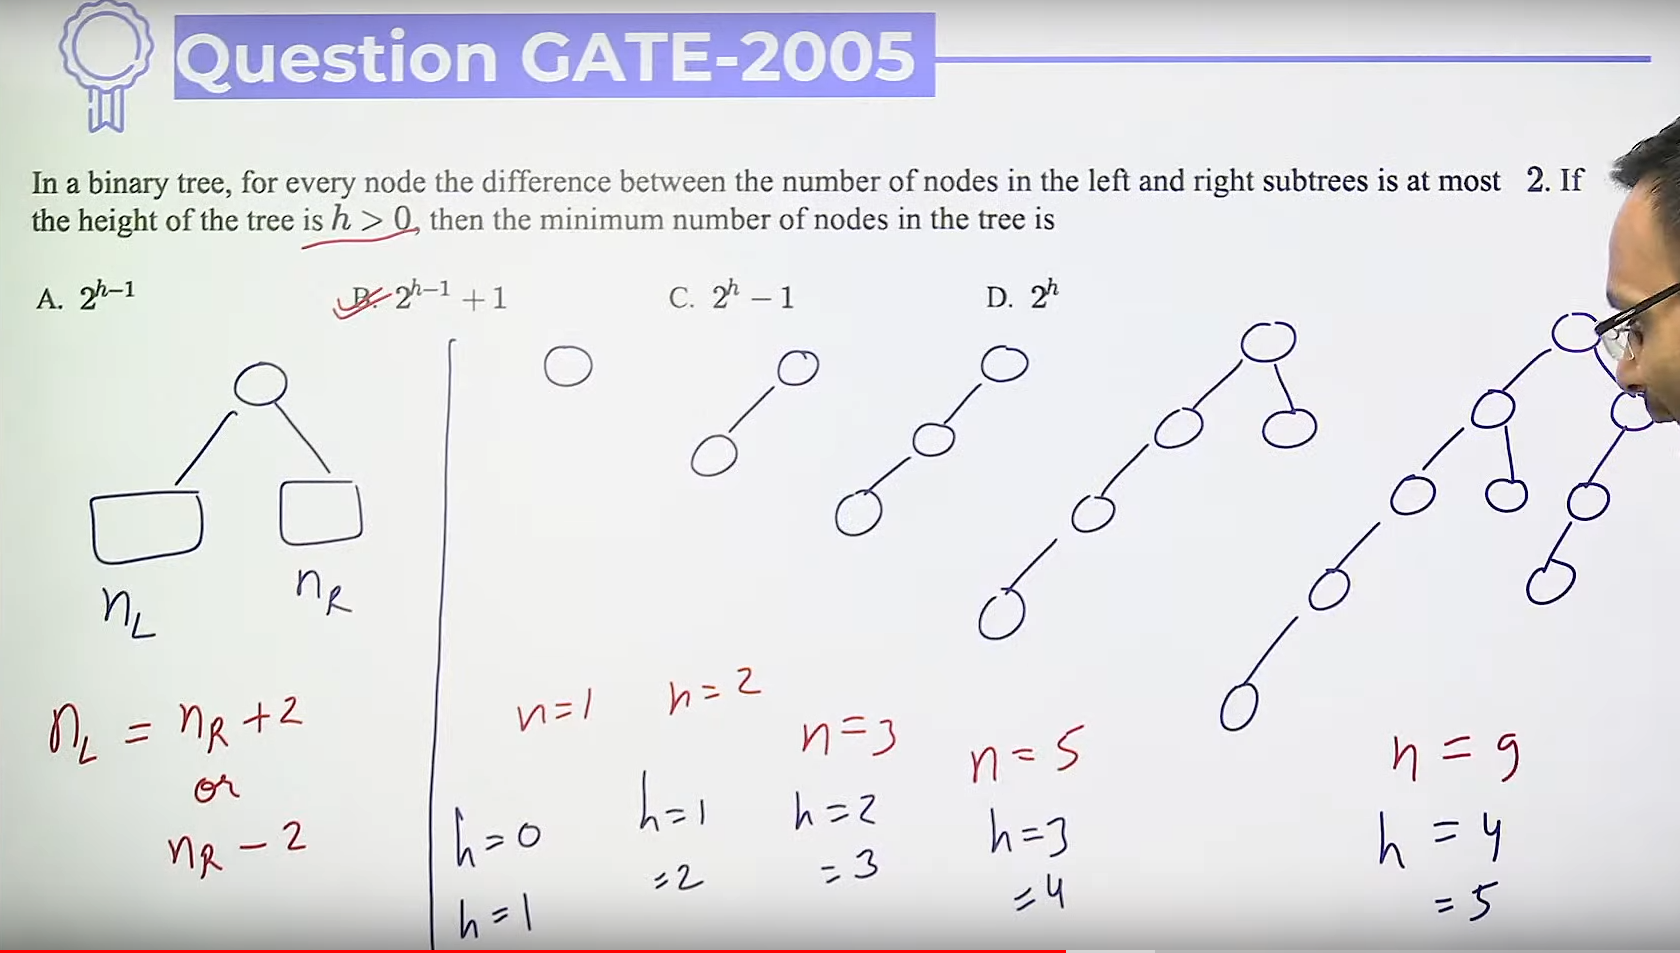 Question GATE-2005
In a binary tree, for every node the difference between the number of nodes in the left and right subtrees is at most 2. If
the height of the tree is h > 0, then the minimum number of nodes in the tree is
A. 2^{h-1}
B. 2^{h-1} + 1
C. 2^h - 1
D. 2^h
n_L
n_R
n_L = n_R + 2
or
n_R - 2
n=1
n=2
n=3
n=5
n=9
h=0
h=1
h=1
=2
h=2
=3
h=3
=4
h=4
=5